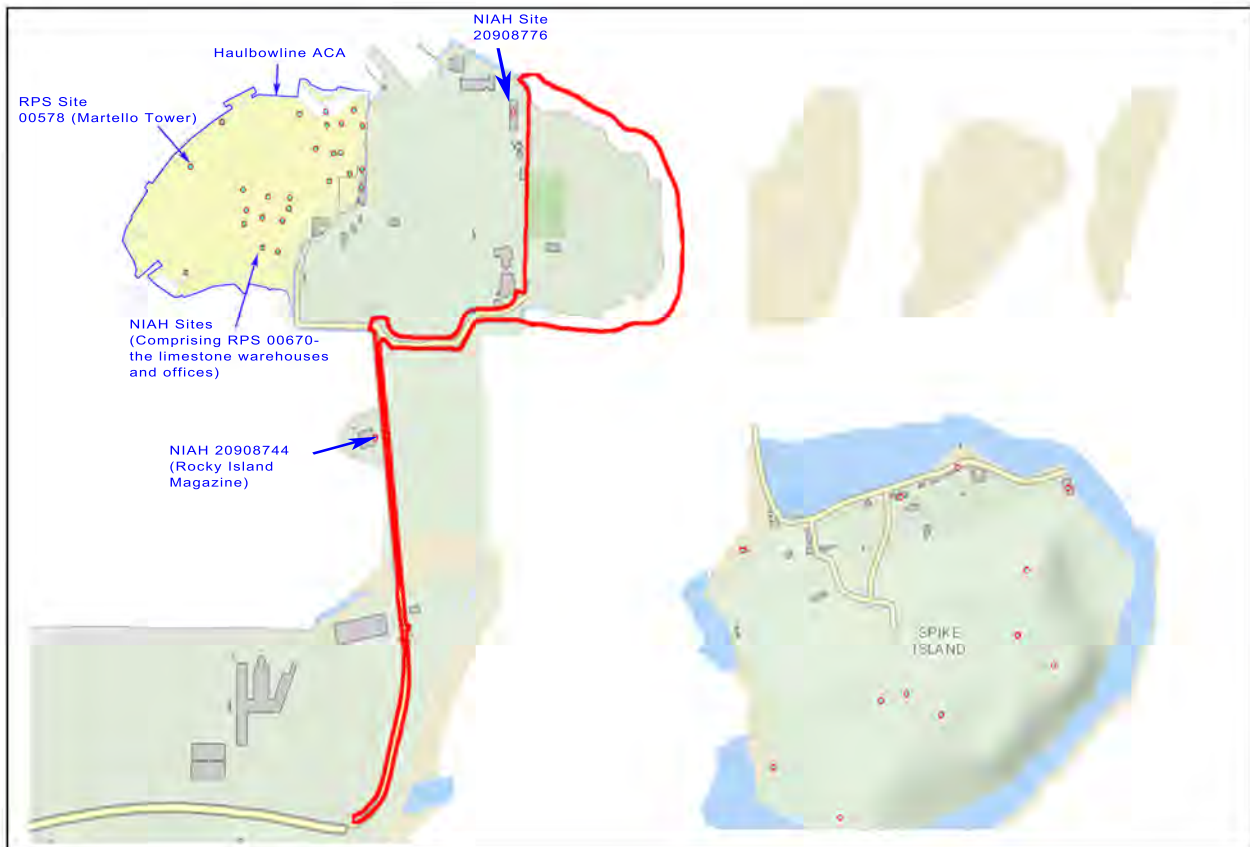 NIAH Site
20908776
Haulbowline ACA
RPS Site
00578 (Martello Tower)
NIAH Sites
(Comprising RPS 00670-
the limestone warehouses
and offices)
NIAH 20908744
(Rocky Island
Magazine)
SPIKE
ISLAND